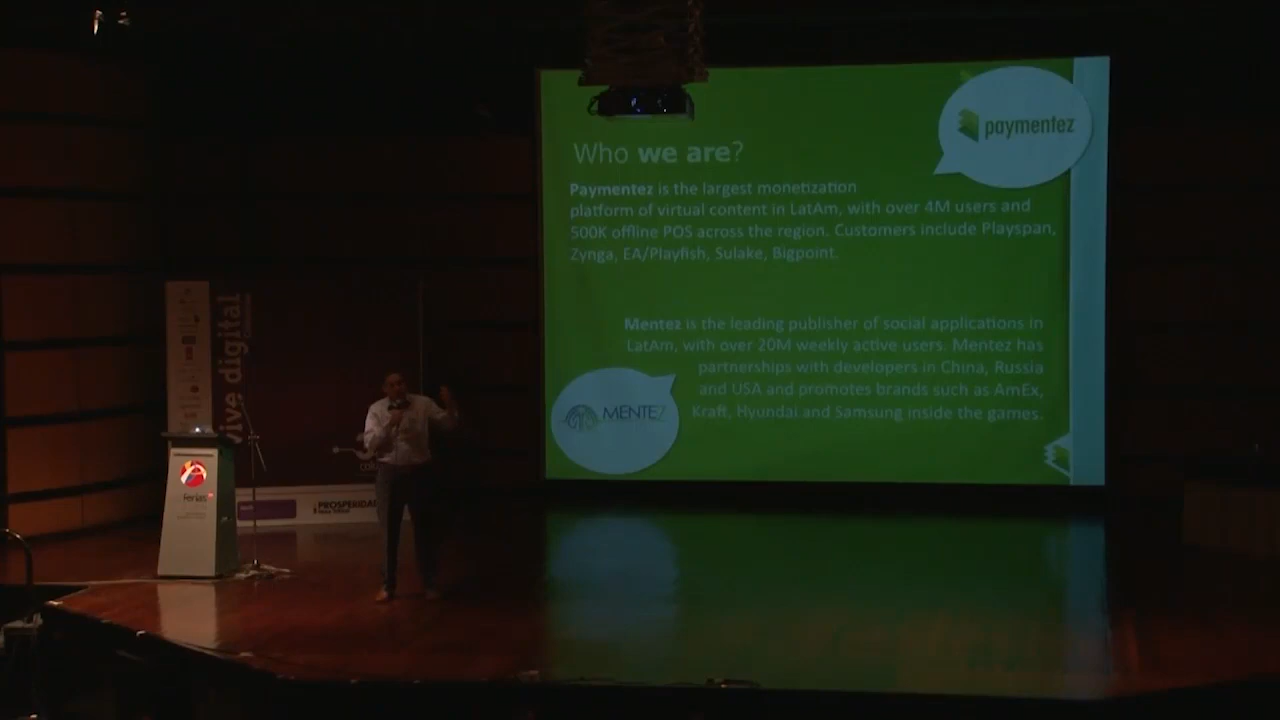 paymentez
Who we are?
Paymentez is the largest monetization
platform of virtual content in LatAm, with over 4M users and
500K offline POS across the region. Customers include Playspan,
Zynga, EA/Playfish, Sulake, Bigpoint.
Mentez is the leading publisher of social applications in
LatAm, with over 20M weekly active users. Mentez has
partnerships with developers in China, Russia
and USA and promotes brands such as AmEx,
Kraft, Hyundai and Samsung inside the games.
MENTEZ
vive digital
Ferias
PROSPERIDAD